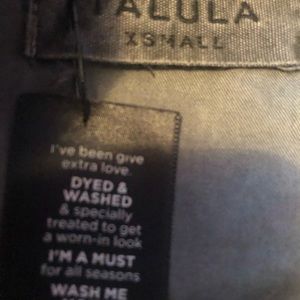 TALULA
XSMALL
I've been give
extra love.
DYED &
WASHED
& specially
treated to get
a worn-in look
I'M A MUST
for all seasons
WASH ME